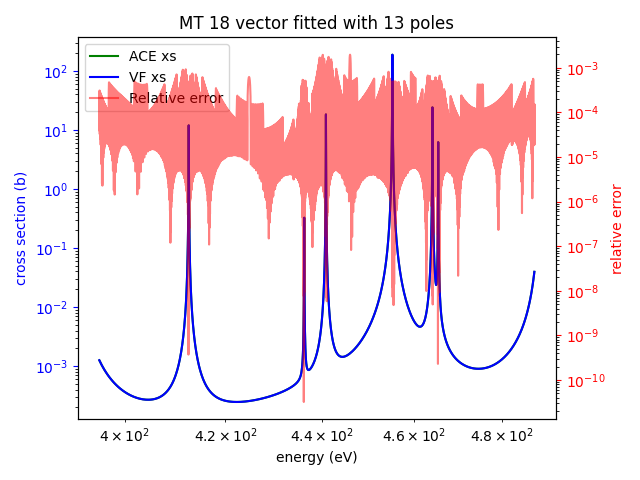 MT 18 vector fitted with 13 poles
ACE xs
VF xs
Relative error
10²
10¹
10⁰
10⁻¹
10⁻²
10⁻³
cross section (b)
10⁻³
10⁻⁴
10⁻⁵
10⁻⁶
10⁻⁷
10⁻⁸
10⁻⁹
10⁻¹⁰
relative error
4 × 10² 4.2 × 10² 4.4 × 10² 4.6 × 10² 4.8 × 10²
energy (eV)